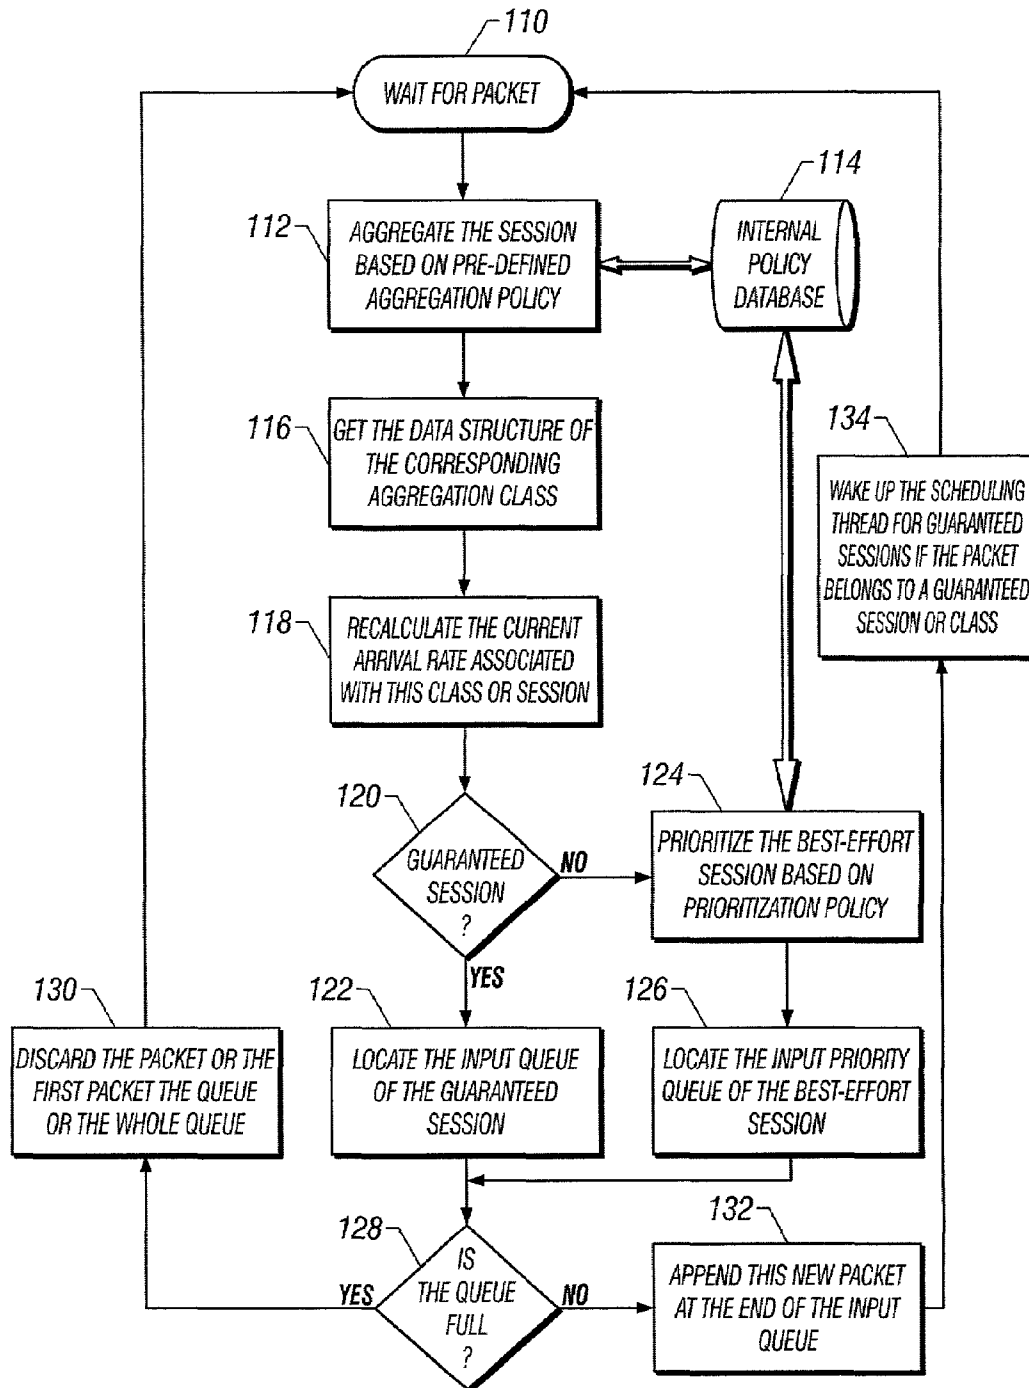 110
WAIT FOR PACKET
112
AGGREGATE THE SESSION
BASED ON PRE-DEFINED
AGGREGATION POLICY
114
INTERNAL
POLICY
DATABASE
116
GET THE DATA STRUCTURE OF
THE CORRESPONDING
AGGREGATION CLASS
134
WAKE UP THE SCHEDULING
THREAD FOR GUARANTEED
SESSIONS IF THE PACKET
BELONGS TO A GUARANTEED
SESSION OR CLASS
118
RECALCULATE THE CURRENT
ARRIVAL RATE ASSOCIATED
WITH THIS CLASS OR SESSION
120
GUARANTEED
SESSION
?
NO
YES
124
PRIORITIZE THE BEST-EFFORT
SESSION BASED ON
PRIORITIZATION POLICY
130
DISCARD THE PACKET OR THE
FIRST PACKET THE QUEUE
OR THE WHOLE QUEUE
122
LOCATE THE INPUT QUEUE
OF THE GUARANTEED
SESSION
126
LOCATE THE INPUT PRIORITY
QUEUE OF THE BEST-EFFORT
SESSION
128
IS
THE QUEUE
FULL
?
YES
NO
132
APPEND THIS NEW PACKET
AT THE END OF THE INPUT
QUEUE